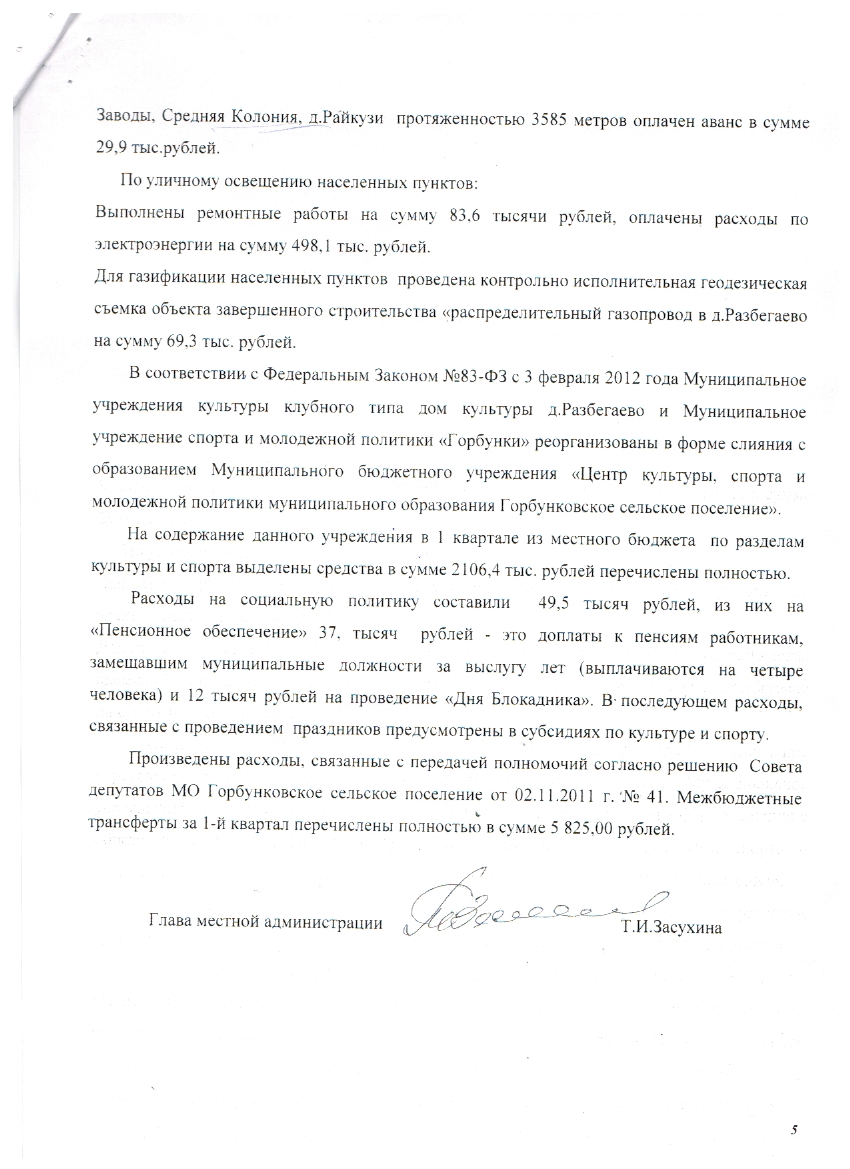 Заводы, Средняя Колония, д.Райкузи протяженностью 3585 метров оплачен аванс в сумме
29,9 тыс.рублей.
По уличному освещению населенных пунктов:
Выполнены ремонтные работы на сумму 83,6 тысячи рублей, оплачены расходы по
электроэнергии на сумму 498,1 тыс. рублей.
Для газификации населенных пунктов проведена контрольно исполнительная геодезическая
съемка объекта завершенного строительства «распределительный газопровод в д.Разбегаево
на сумму 69,3 тыс. рублей.
В соответствии с Федеральным Законом №83-ФЗ с 3 февраля 2012 года Муниципальное
учреждения культуры клубного типа дом культуры д.Разбегаево и Муниципальное
учреждение спорта и молодежной политики «Горбунки» реорганизованы в форме слияния с
образованием Муниципального бюджетного учреждения «Центр культуры, спорта и
молодежной политики муниципального образования Горбунковское сельское поселение».
На содержание данного учреждения в 1 квартале из местного бюджета по разделам
культуры и спорта выделены средства в сумме 2106,4 тыс. рублей перечислены полностью.
Расходы на социальную политику составили 49,5 тысяч рублей, из них на
«Пенсионное обеспечение» 37, тысяч рублей - это доплаты к пенсиям работникам,
замещавшим муниципальные должности за выслугу лет (выплачиваются на четыре
человека) и 12 тысяч рублей на проведение «Дня Блокадника». В последующем расходы,
связанные с проведением праздников предусмотрены в субсидиях по культуре и спорту.
Произведены расходы, связанные с передачей полномочий согласно решению Совета
депутатов МО Горбунковское сельское поселение от 02.11.2011 г. № 41. Межбюджетные
трансферты за 1-й квартал перечислены полностью в сумме 5 825,00 рублей.
Глава местной администрации Т.И.Засухина
5